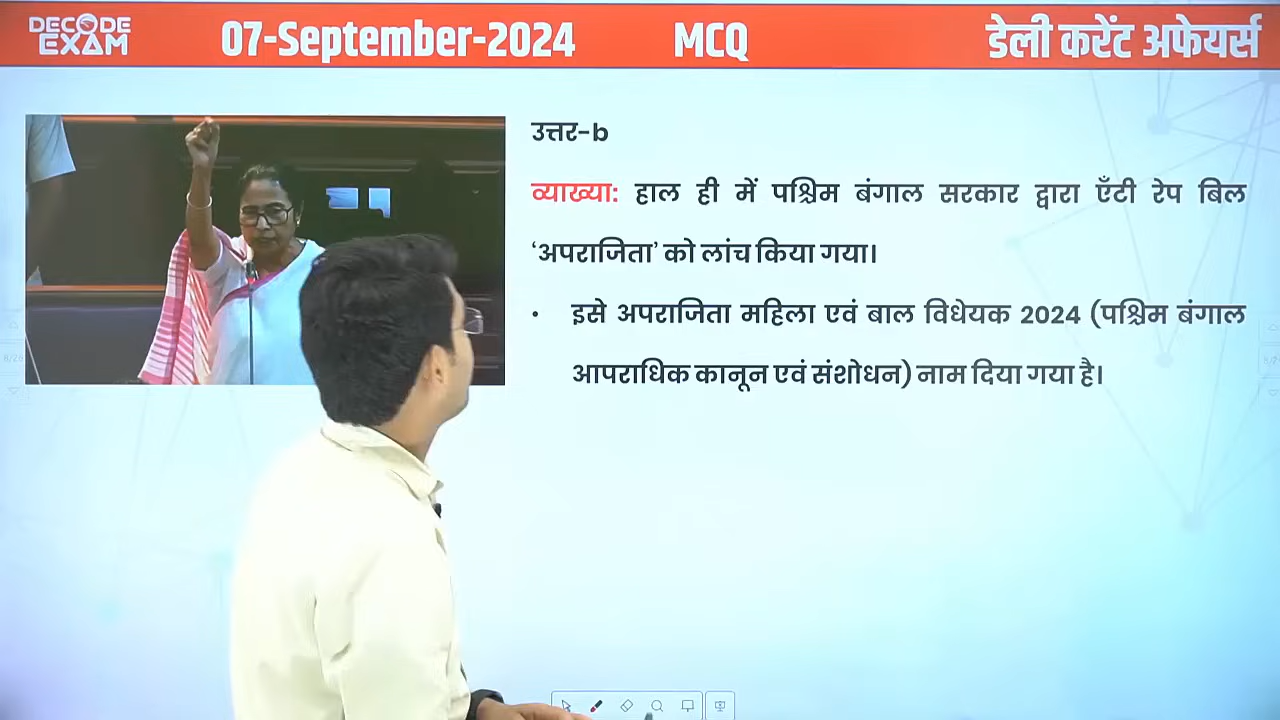 DECODE
EXAM
07-September-2024 MCQ डेली करेंट अफेयर्स
उत्तर-b
व्याख्या: हाल ही में पश्चिम बंगाल सरकार द्वारा एँटी रेप बिल
‘अपराजिता’ को लांच किया गया।
• इसे अपराजिता महिला एवं बाल विधेयक 2024 (पश्चिम बंगाल
आपराधिक कानून एवं संशोधन) नाम दिया गया है।